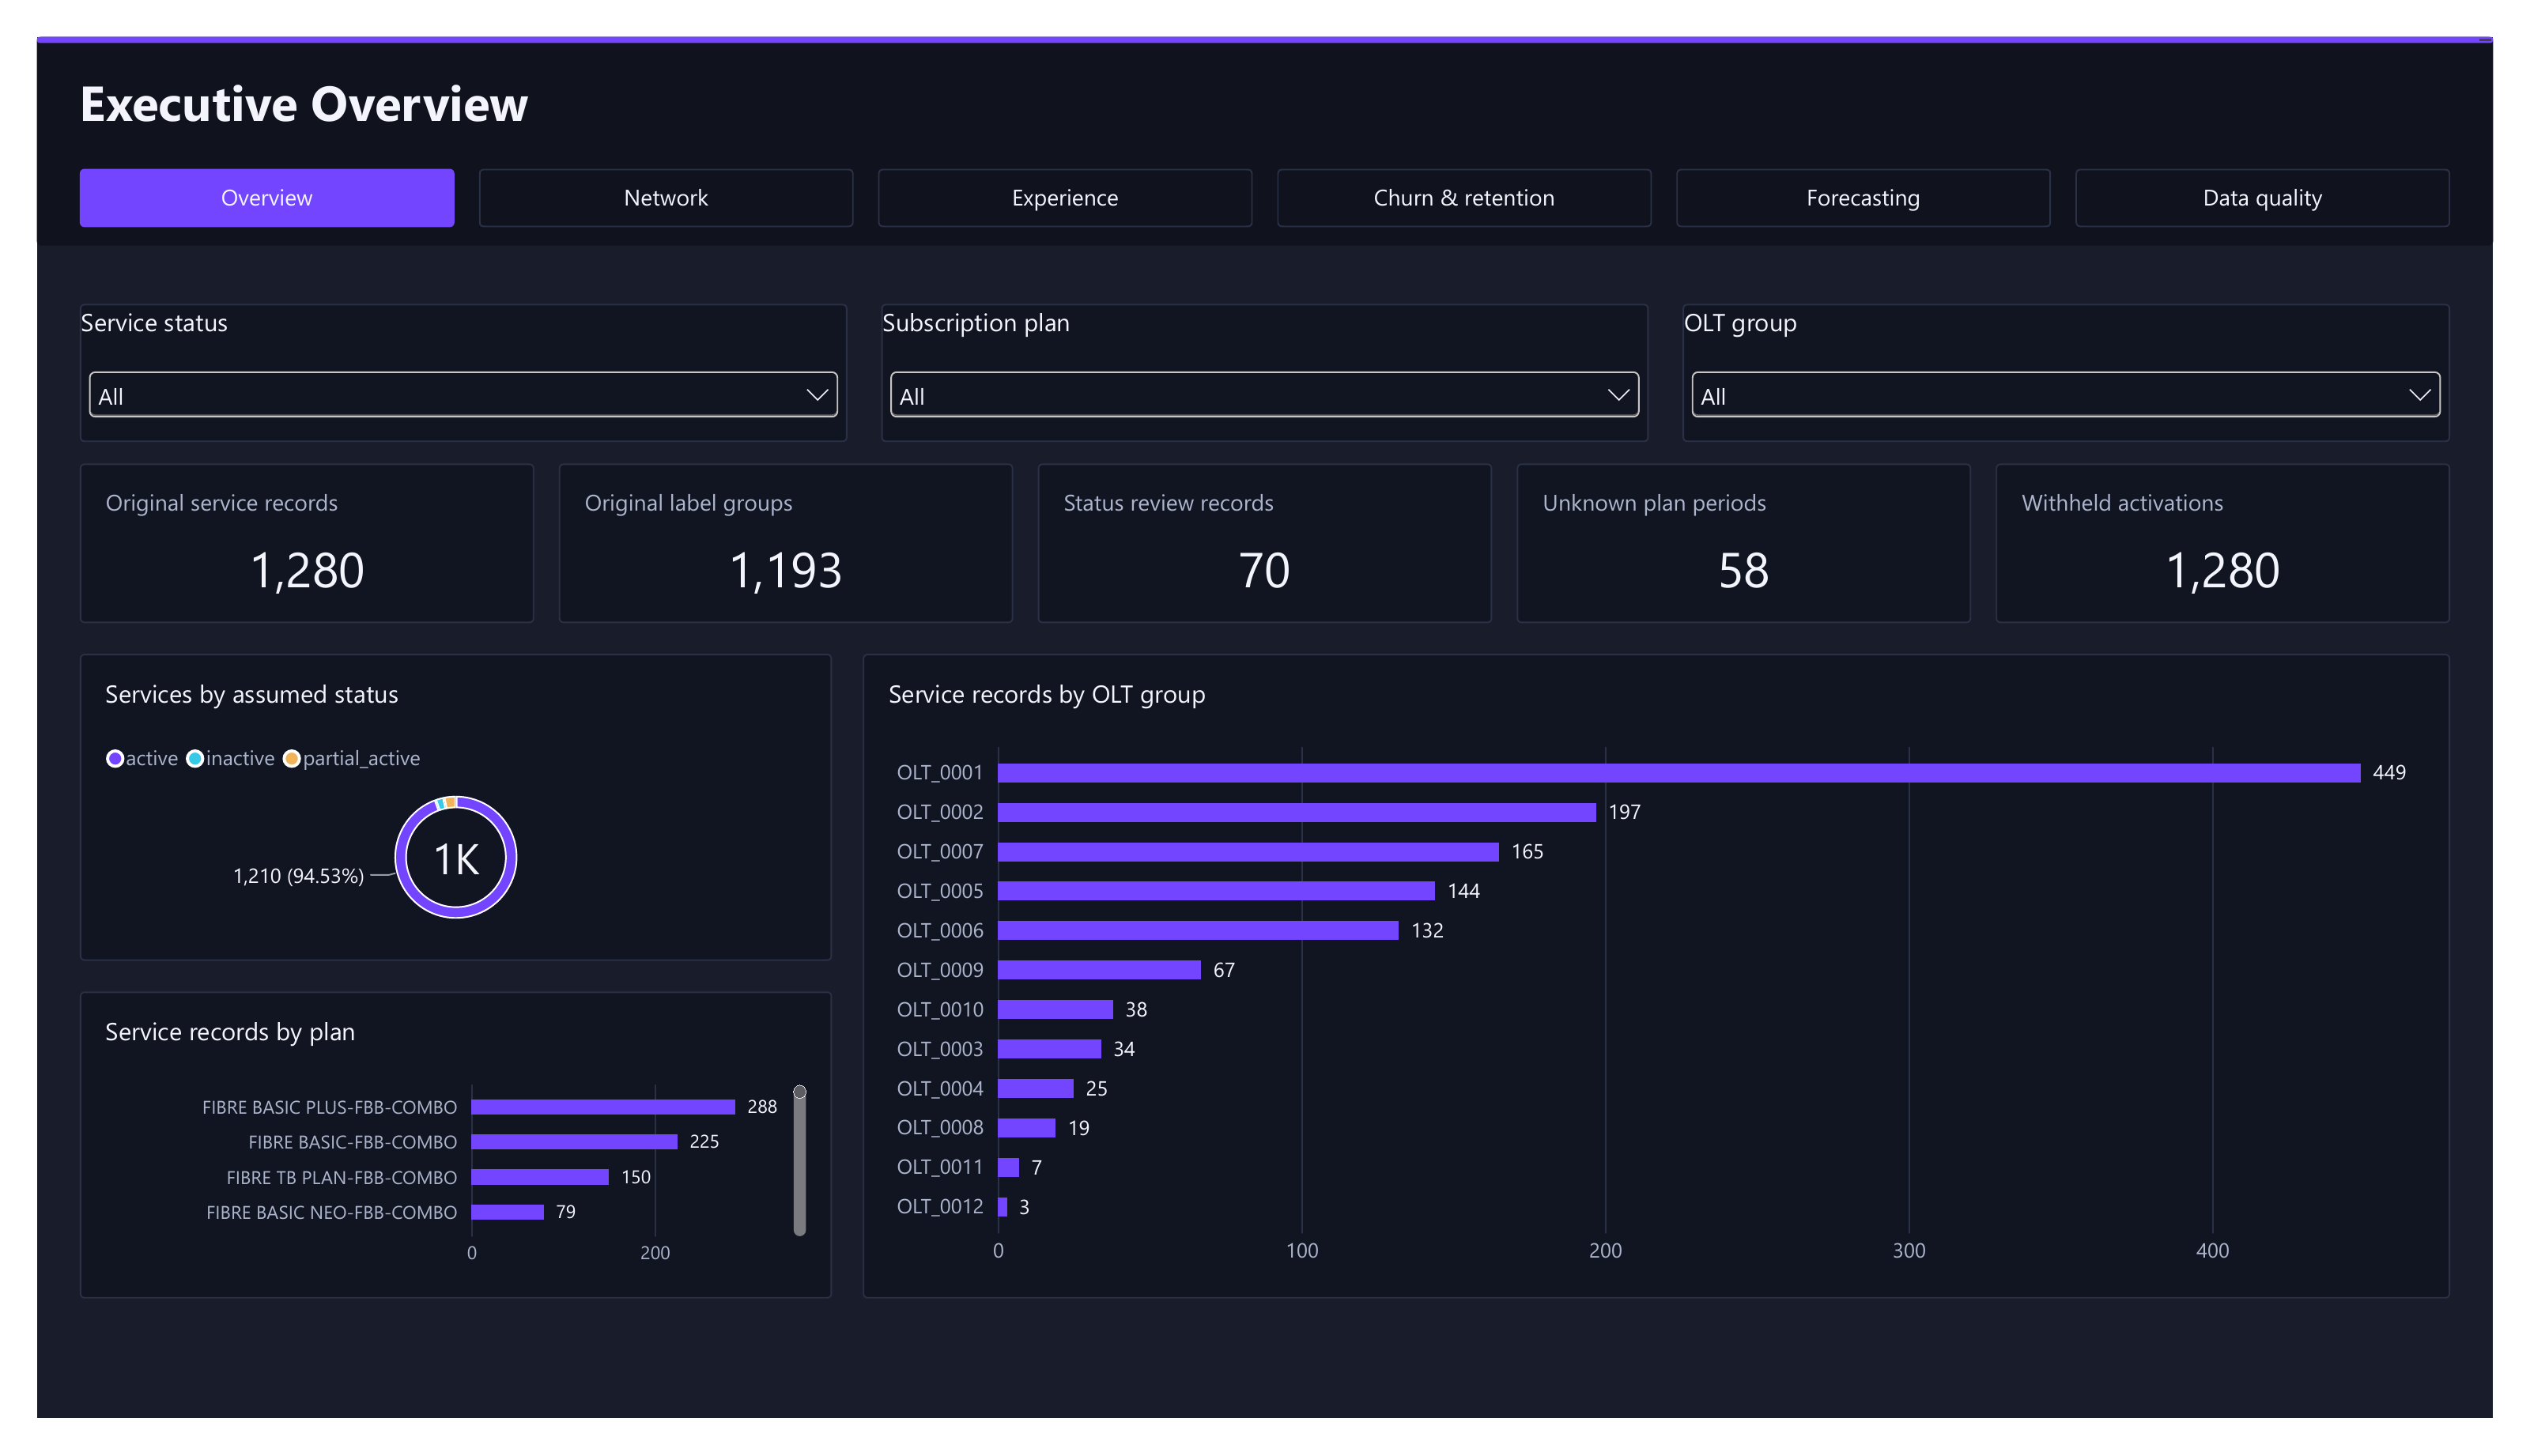 Executive Overview
Overview
Network
Experience
Churn & retention
Forecasting
Data quality
Service status
All
Subscription plan
All
OLT group
All
Original service records
1,280
Original label groups
1,193
Status review records
70
Unknown plan periods
58
Withheld activations
1,280
Services by assumed status
active inactive partial_active
1K
1,210 (94.53%)
Service records by plan
FIBRE BASIC PLUS-FBB-COMBO 288
FIBRE BASIC-FBB-COMBO 225
FIBRE TB PLAN-FBB-COMBO 150
FIBRE BASIC NEO-FBB-COMBO 79
0 200
Service records by OLT group
OLT_0001 449
OLT_0002 197
OLT_0007 165
OLT_0005 144
OLT_0006 132
OLT_0009 67
OLT_0010 38
OLT_0003 34
OLT_0004 25
OLT_0008 19
OLT_0011 7
OLT_0012 3
0 100 200 300 400